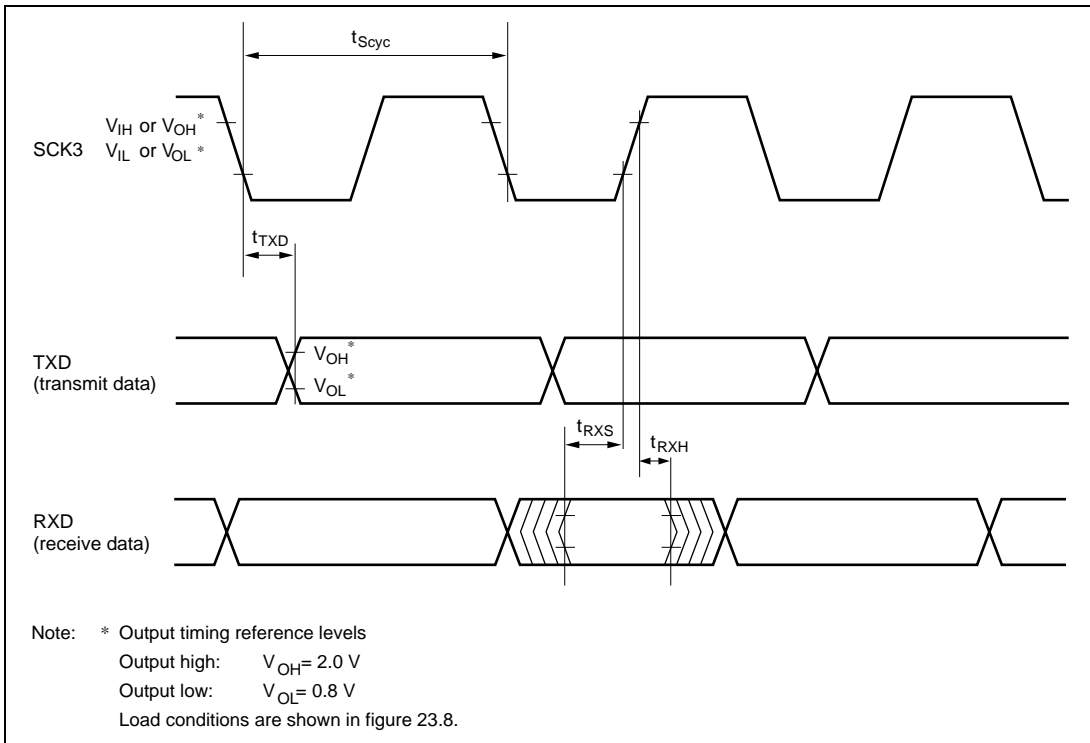 tScyc
VIH or VOH*
SCK3
VIL or VOL*
tTXD
TXD
(transmit data)
VOH*
VOL*
tRXS
tRXH
RXD
(receive data)
Note: * Output timing reference levels
Output high: VOH= 2.0 V
Output low: VOL= 0.8 V
Load conditions are shown in figure 23.8.